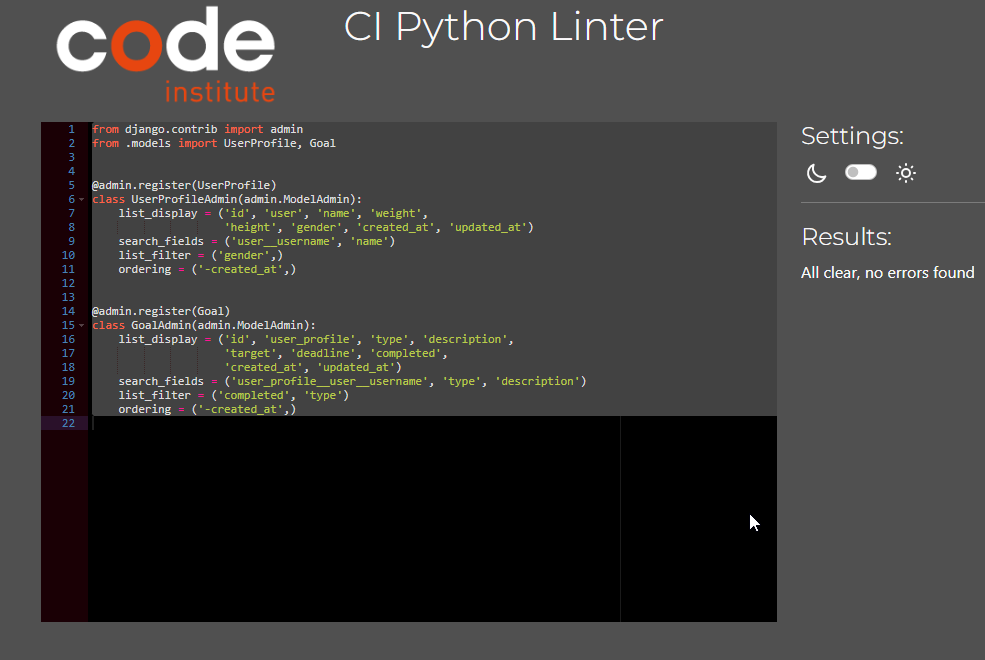 code
institute
CI Python Linter
1 from django.contrib import admin
2 from .models import UserProfile, Goal
3
4
5 @admin.register(UserProfile)
6 class UserProfileAdmin(admin.ModelAdmin):
7     list_display = ('id', 'user', 'name', 'weight',
8                     'height', 'gender', 'created_at', 'updated_at')
9     search_fields = ('user__username', 'name')
10     list_filter = ('gender',)
11     ordering = ('-created_at',)
12
13
14 @admin.register(Goal)
15 class GoalAdmin(admin.ModelAdmin):
16     list_display = ('id', 'user_profile', 'type', 'description',
17                     'target', 'deadline', 'completed',
18                     'created_at', 'updated_at')
19     search_fields = ('user_profile__user__username', 'type', 'description')
20     list_filter = ('completed', 'type')
21     ordering = ('-created_at',)
22
Settings:
Results:
All clear, no errors found